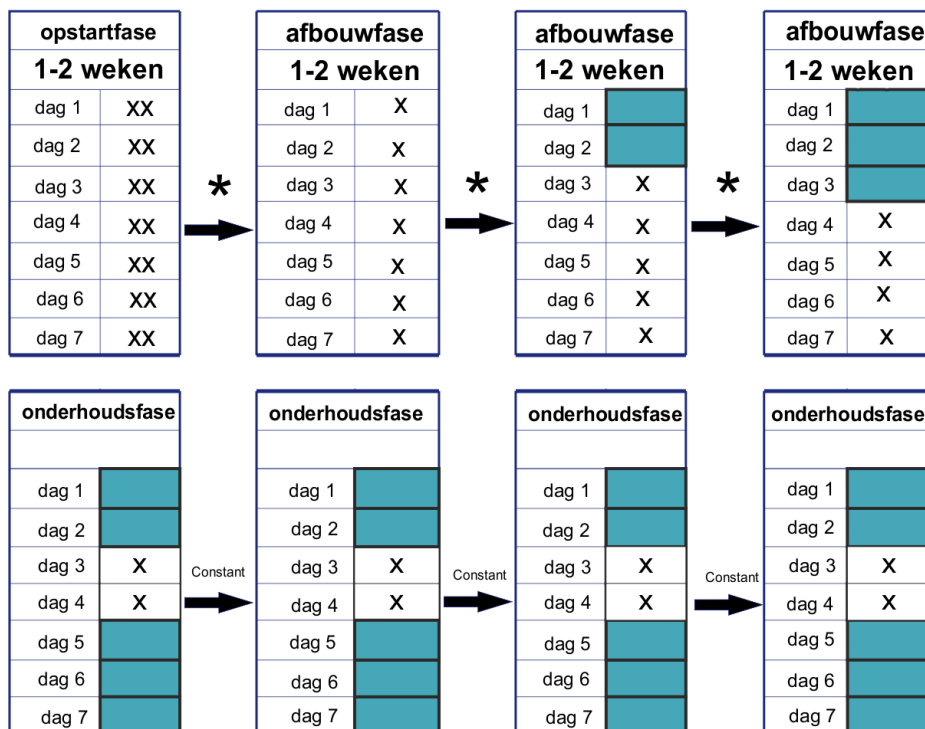 opstartfase
1-2 weken
dag 1 XX
dag 2 XX
dag 3 XX
dag 4 XX
dag 5 XX
dag 6 XX
dag 7 XX
*
afbouwfase
1-2 weken
dag 1 X
dag 2 X
dag 3 X
dag 4 X
dag 5 X
dag 6 X
dag 7 X
*
afbouwfase
1-2 weken
dag 1
dag 2
dag 3 X
dag 4 X
dag 5 X
dag 6 X
dag 7 X
*
afbouwfase
1-2 weken
dag 1
dag 2
dag 3
dag 4 X
dag 5 X
dag 6 X
dag 7 X
onderhoudsfase
dag 1
dag 2
dag 3 X
dag 4 X
dag 5
dag 6
dag 7
Constant
onderhoudsfase
dag 1
dag 2
dag 3 X
dag 4 X
dag 5
dag 6
dag 7
Constant
onderhoudsfase
dag 1
dag 2
dag 3 X
dag 4 X
dag 5
dag 6
dag 7
Constant
onderhoudsfase
dag 1
dag 2
dag 3 X
dag 4 X
dag 5
dag 6
dag 7